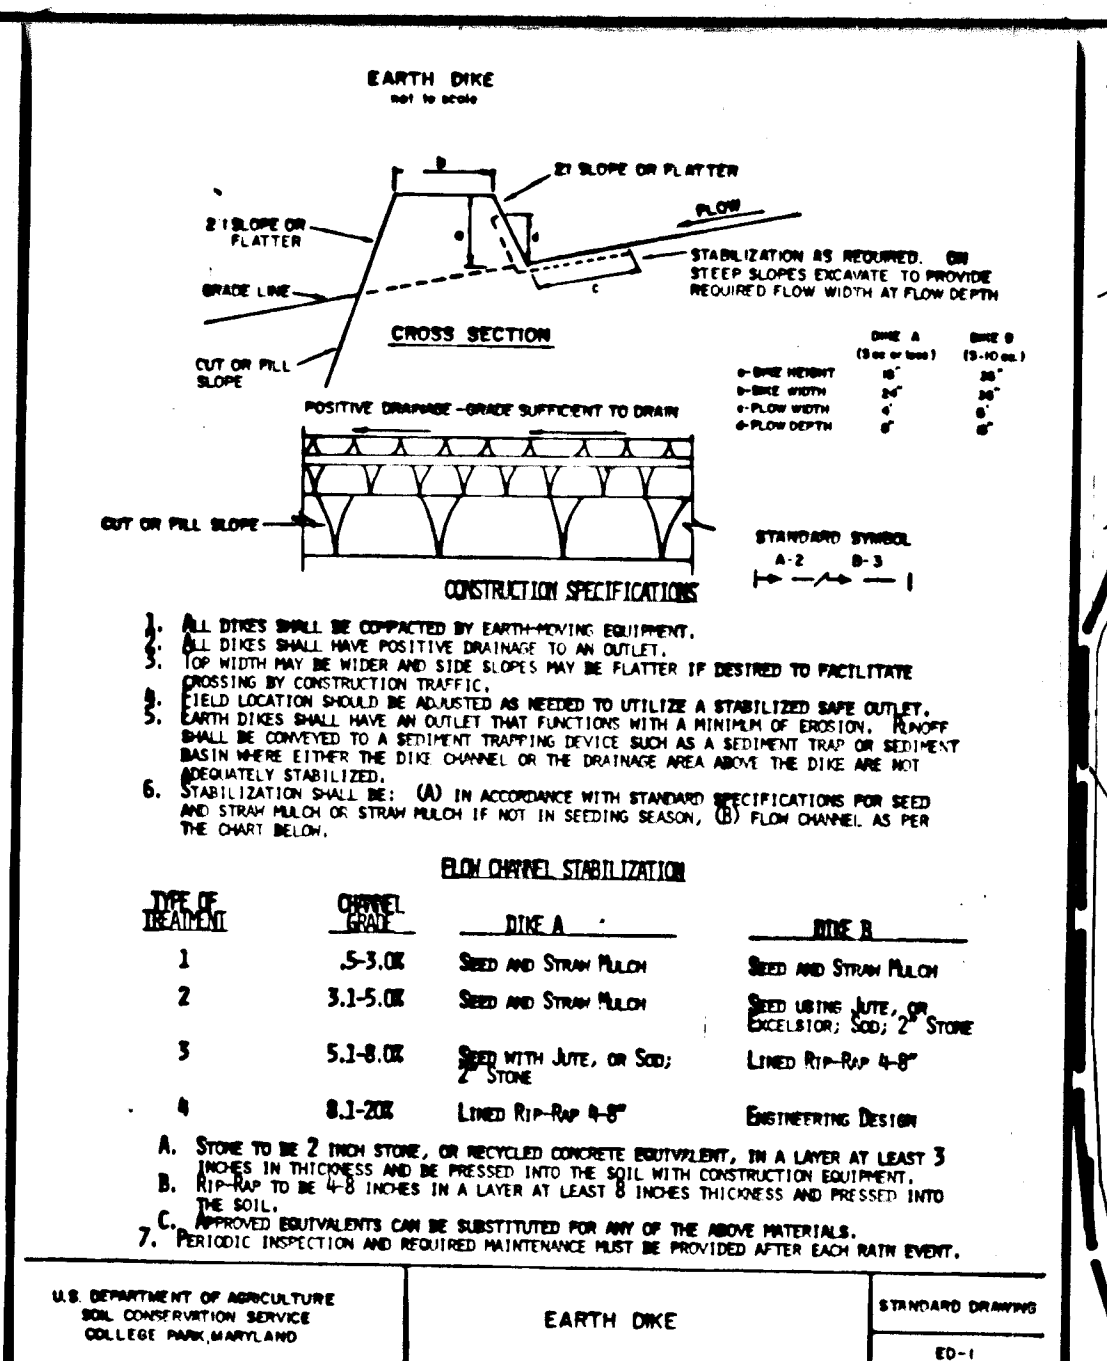 EARTH DIKE
not to scale
b
2:1 SLOPE OR FLATTER
FLOW
2:1 SLOPE OR
FLATTER
a
d
STABILIZATION AS REQUIRED. ON
STEEP SLOPES EXCAVATE TO PROVIDE
REQUIRED FLOW WIDTH AT FLOW DEPTH
GRADE LINE
c
CROSS SECTION
CUT OR FILL
SLOPE
DIKE A
DIKE B
(5 ac or less)
(5-10 ac.)
a-DIKE HEIGHT 18" 36"
b-DIKE WIDTH 24" 36"
c-FLOW WIDTH 4' 6'
d-FLOW DEPTH 8" 15"
POSITIVE DRAINAGE-GRADE SUFFICIENT TO DRAIN
CUT OR FILL SLOPE
STANDARD SYMBOL
A-2 B-3
CONSTRUCTION SPECIFICATIONS
1. ALL DIKES SHALL BE COMPACTED BY EARTH-MOVING EQUIPMENT.
2. ALL DIKES SHALL HAVE POSITIVE DRAINAGE TO AN OUTLET.
3. TOP WIDTH MAY BE WIDER AND SIDE SLOPES MAY BE FLATTER IF DESIRED TO FACILITATE
CROSSING BY CONSTRUCTION TRAFFIC.
4. FIELD LOCATION SHOULD BE ADJUSTED AS NEEDED TO UTILIZE A STABILIZED SAFE OUTLET.
5. EARTH DIKES SHALL HAVE AN OUTLET THAT FUNCTIONS WITH A MINIMUM OF EROSION. RUNOFF
SHALL BE CONVEYED TO A SEDIMENT TRAPPING DEVICE SUCH AS A SEDIMENT TRAP OR SEDIMENT
BASIN WHERE EITHER THE DIKE CHANNEL OR THE DRAINAGE AREA ABOVE THE DIKE ARE NOT
ADEQUATELY STABILIZED.
6. STABILIZATION SHALL BE: (A) IN ACCORDANCE WITH STANDARD SPECIFICATIONS FOR SEED
AND STRAW MULCH OR STRAW MULCH IF NOT IN SEEDING SEASON, (B) FLOW CHANNEL AS PER
THE CHART BELOW.
FLOW CHANNEL STABILIZATION
TYPE OF
TREATMENT
CHANNEL
GRADE
DIKE A
DIKE B
1 .5-3.0% SEED AND STRAW MULCH SEED AND STRAW MULCH
2 3.1-5.0% SEED AND STRAW MULCH SEED USING JUTE, OR
EXCELSIOR; SOD; 2" STONE
3 5.1-8.0% SEED WITH JUTE, OR SOD; LINED RIP-RAP 4-8"
2" STONE
4 8.1-20% LINED RIP-RAP 4-8" ENGINEERING DESIGN
A. STONE TO BE 2 INCH STONE, OR RECYCLED CONCRETE EQUIVALENT, IN A LAYER AT LEAST 3
INCHES IN THICKNESS AND BE PRESSED INTO THE SOIL WITH CONSTRUCTION EQUIPMENT.
B. RIP-RAP TO BE 4-8 INCHES IN A LAYER AT LEAST 8 INCHES THICKNESS AND PRESSED INTO
THE SOIL.
C. APPROVED EQUIVALENTS CAN BE SUBSTITUTED FOR ANY OF THE ABOVE MATERIALS.
7. PERIODIC INSPECTION AND REQUIRED MAINTENANCE MUST BE PROVIDED AFTER EACH RAIN EVENT.
U.S. DEPARTMENT OF AGRICULTURE
SOIL CONSERVATION SERVICE
COLLEGE PARK, MARYLAND
EARTH DIKE
STANDARD DRAWING
ED-1